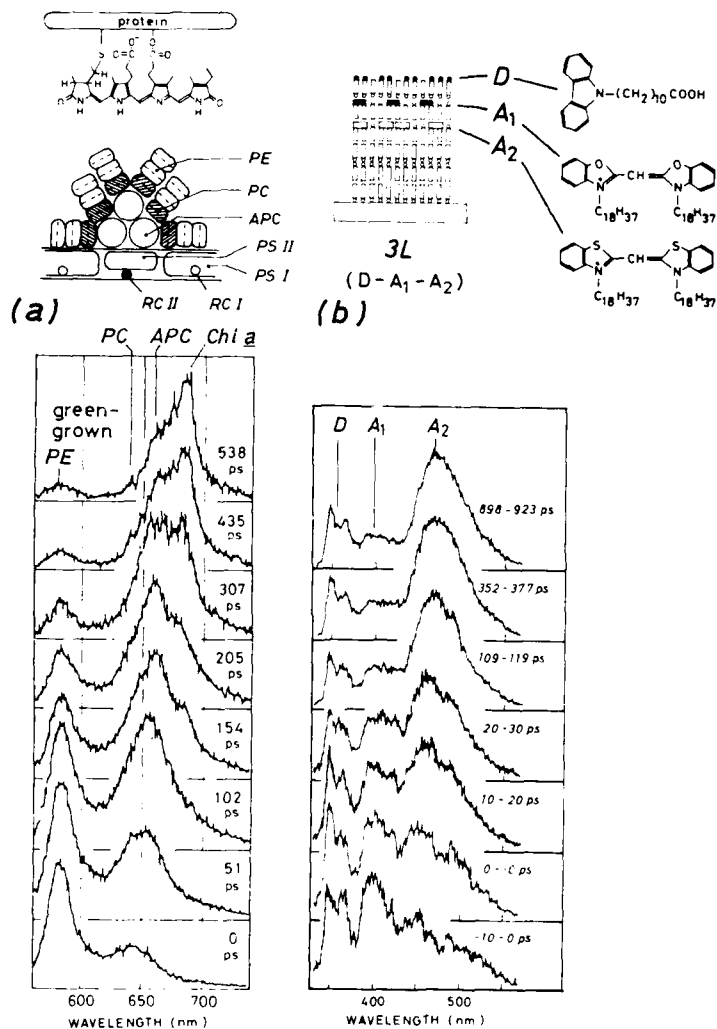 protein
O⁻ O
S C=O C=O
O N H N H N H N H O
PE
PC
APC
PS II
PS I
RC II RC I
(a)
D
A₁
A₂
3L
(D-A₁-A₂)
N-(CH₂)₁₀COOH
O CH O
N⁺ N
C₁₈H₃₇ C₁₈H₃₇
S CH S
N⁺ N
C₁₈H₃₇ C₁₈H₃₇
(b)
PC APC Chl a
green-
grown
PE
538
ps
435
ps
307
ps
205
ps
154
ps
102
ps
51
ps
0
ps
600 650 700
WAVELENGTH (nm)
D A₁ A₂
898-923 ps
352-377 ps
109-119 ps
20-30 ps
10-20 ps
-10-0 ps
400 500
WAVELENGTH (nm)